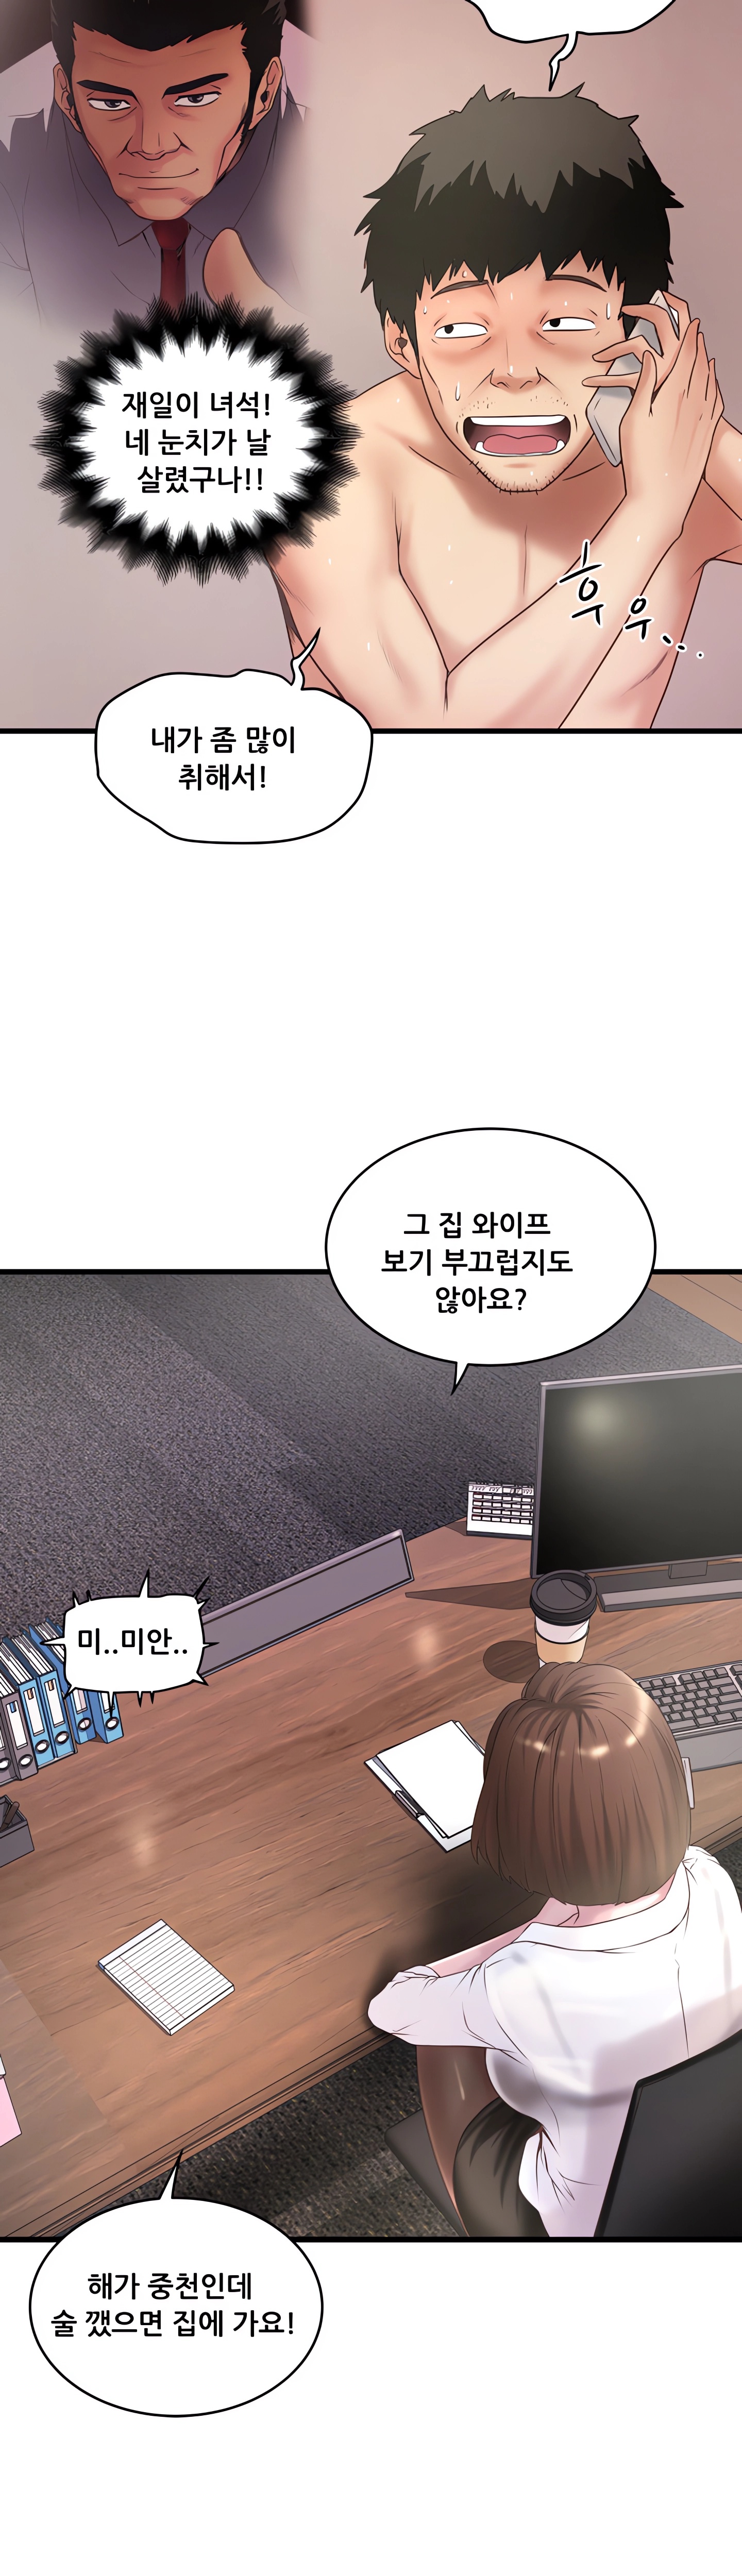 재일이 녀석!
네 눈치가 날
살렸구나!!
후우...
내가 좀 많이
취해서!
그 집 와이프
보기 부끄럽지도
않아요?
미..미안..
해가 중천인데
술 깼으면 집에 가요!